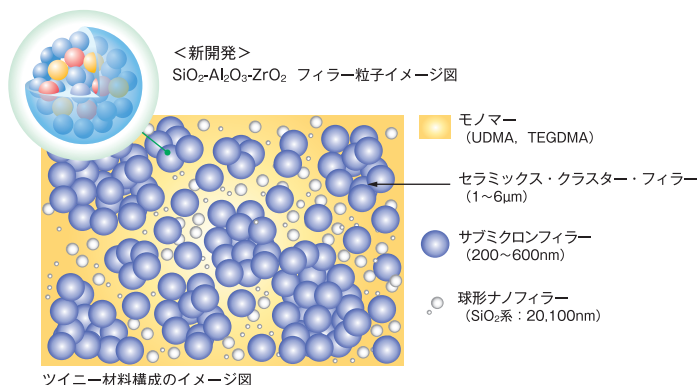 ＜新開発＞
SiO₂-Al₂O₃-ZrO₂ フィラー粒子イメージ図
モノマー
（UDMA，TEGDMA）
セラミックス・クラスター・フィラー
（1〜6μm）
サブミクロンフィラー
（200〜600nm）
球形ナノフィラー
（SiO₂系：20,100nm）
ツイニー材料構成のイメージ図